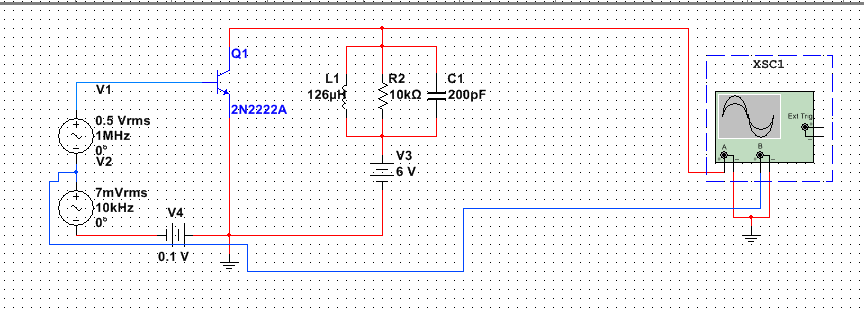 XSC1
Ext Trig
A
B
Q1
2N2222A
V1
0.5 Vrms
1MHz
0°
V2
7mVrms
10kHz
0°
V4
0.1 V
L1
126µH
R2
10kΩ
C1
200pF
V3
6 V